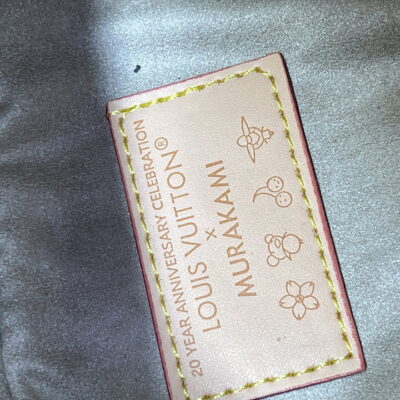 20 YEAR ANNIVERSARY CELEBRATION
LOUIS VUITTON®
×
MURAKAMI